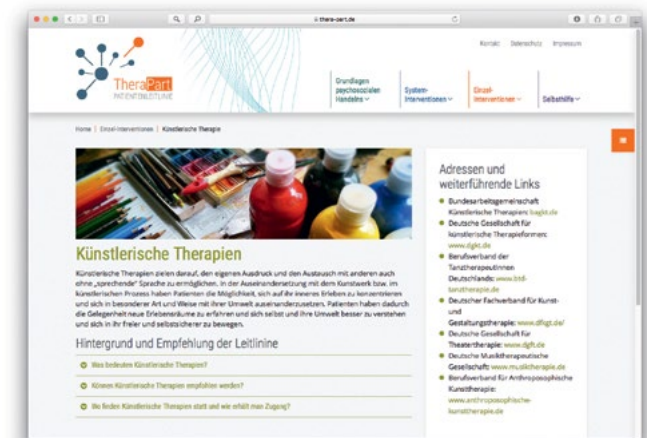 thera-part.de
Kontakt Datenschutz Impressum
TheraPart
PATIENTENLEITLINIE
Grundlagen
psychosozialen
Handelns
System-
Interventionen
Einzel-
Interventionen
Selbsthilfe
Home | Einzel-Interventionen | Künstlerische Therapie
Künstlerische Therapien
Künstlerische Therapien zielen darauf, den eigenen Ausdruck und den Austausch mit anderen auch
ohne „sprechende“ Sprache zu ermöglichen. In der Auseinandersetzung mit dem Kunstwerk bzw. im
künstlerischen Prozess haben Patienten die Möglichkeit, sich auf ihr inneres Erleben zu konzentrieren
und sich in besonderer Art und Weise mit ihrer Umwelt auseinanderzusetzen. Patienten haben dadurch
die Gelegenheit neue Erlebensräume zu erfahren und sich selbst und ihre Umwelt besser zu verstehen
und sich in ihr freier und selbstsicherer zu bewegen.
Hintergrund und Empfehlung der Leitlinie
Was bedeuten Künstlerische Therapien?
Können Künstlerische Therapien empfohlen werden?
Wo finden Künstlerische Therapien statt und wie erhält man Zugang?
Adressen und
weiterführende Links
Bundesarbeitsgemeinschaft
Künstlerische Therapien: bagkt.de
Deutsche Gesellschaft für
künstlerische Therapieformen:
www.dgkt.de
Berufsverband der
TanztherapeutInnen
Deutschlands: www.btd-
tanztherapie.de
Deutscher Fachverband für Kunst-
und
Gestaltungstherapie: www.dfkgt.de/
Deutsche Gesellschaft für
Theatertherapie: www.dgft.de
Deutsche Musiktherapeutische
Gesellschaft: www.musiktherapie.de
Berufsverband für Anthroposophische
Kunsttherapie:
www.anthroposophische-
kunsttherapie.de